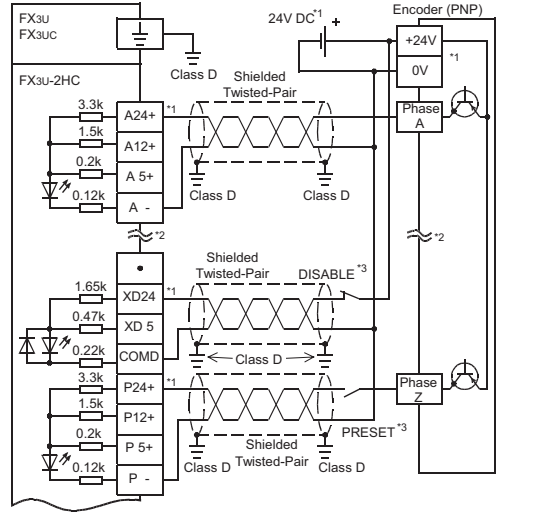 Encoder (PNP)
FX3U
FX3UC
24V DC*1 +
+24V
Class D
0V
*1
FX3U-2HC
Shielded
Twisted-Pair
3.3k
A24+
*1
Phase
A
1.5k
A12+
0.2k
A 5+
0.12k
A -
Class D
Class D
*2
*2
Shielded
Twisted-Pair
DISABLE*3
1.65k
XD24
*1
0.47k
XD 5
0.22k
COMD
Class D
3.3k
P24+
*1
Phase
Z
1.5k
P12+
PRESET*3
0.2k
P 5+
Shielded
Twisted-Pair
0.12k
P -
Class D
Class D